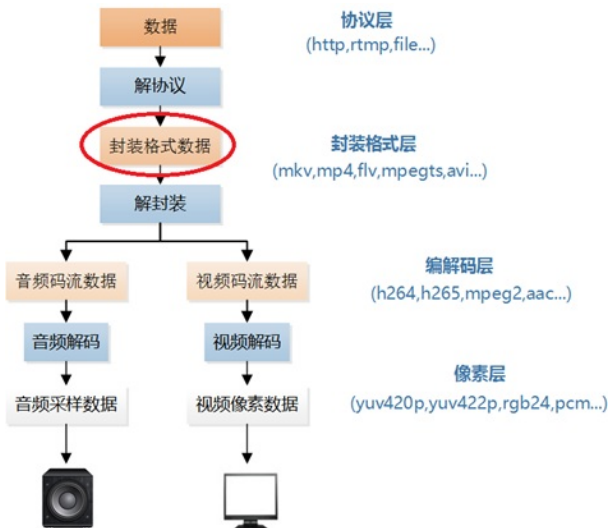 数据
协议层
(http,rtmp,file...)
解协议
封装格式数据
封装格式层
(mkv,mp4,flv,mpegts,avi...)
解封装
音频码流数据
视频码流数据
编解码层
(h264,h265,mpeg2,aac...)
音频解码
视频解码
像素层
音频采样数据
视频像素数据
(yuv420p,yuv422p,rgb24,pcm...)